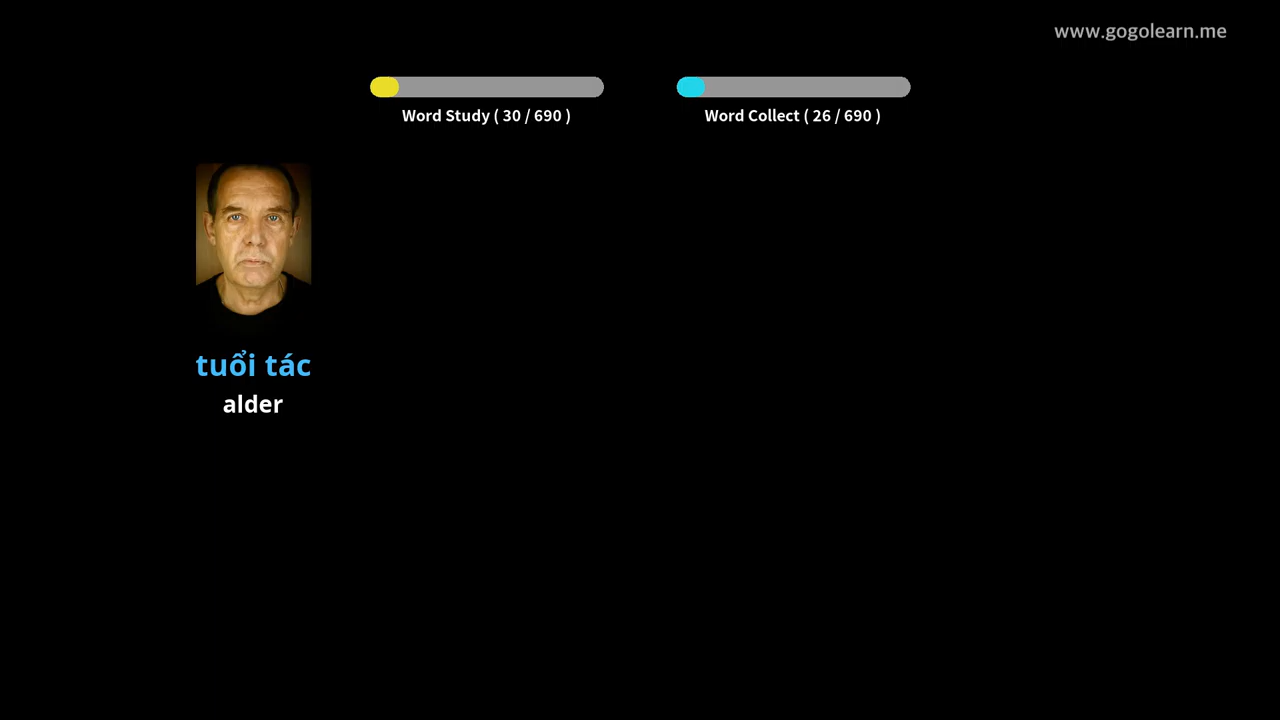 www.gogolearn.me
Word Study ( 30 / 690 )
Word Collect ( 26 / 690 )
tuổi tác
alder